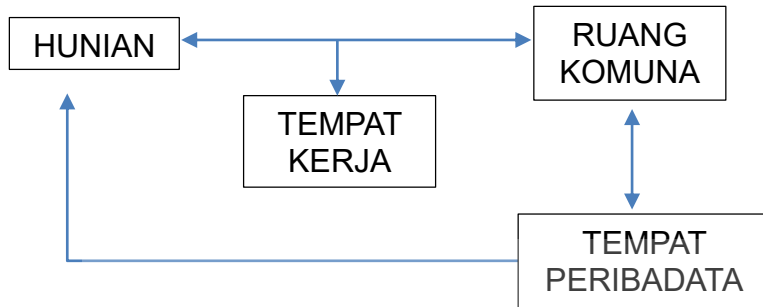 HUNIAN
RUANG
KOMUNA
TEMPAT
KERJA
TEMPAT
PERIBADATA